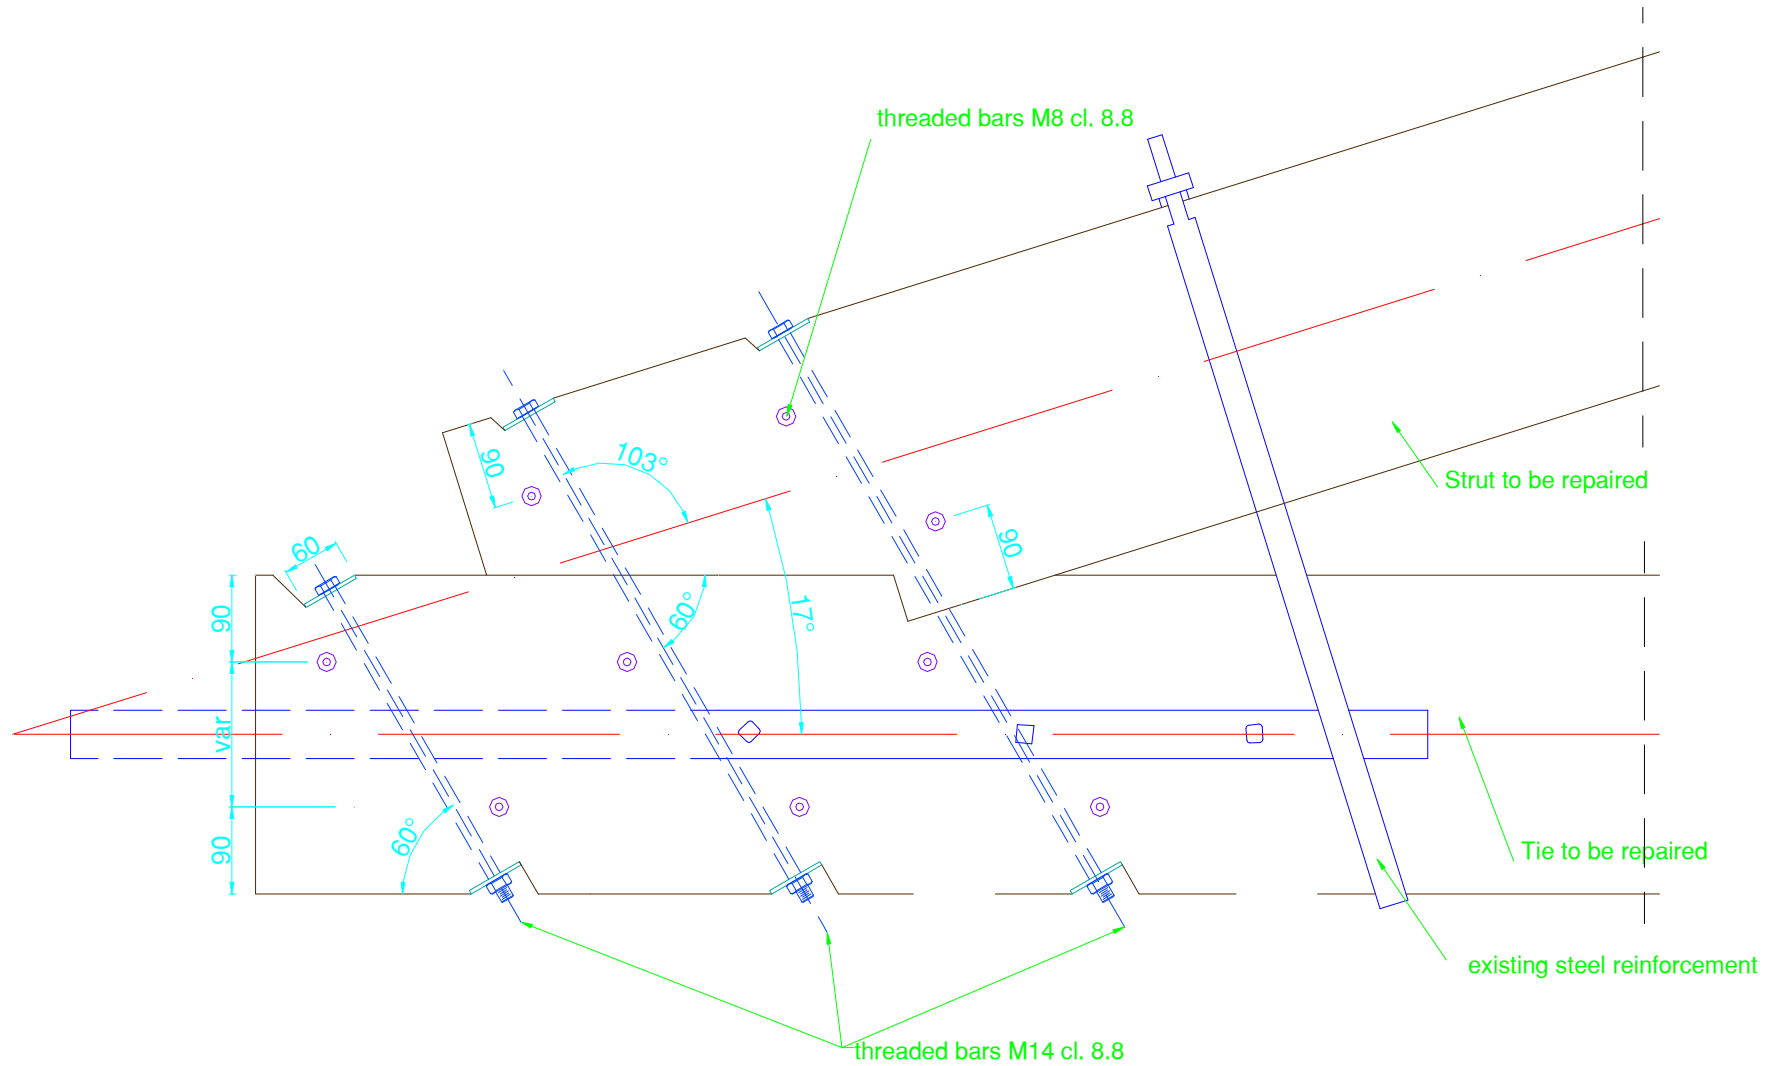 threaded bars M8 cl. 8.8
103°
90
Strut to be repaired
60
90
90
60°
17°
var
90
60°
Tie to be repaired
existing steel reinforcement
threaded bars M14 cl. 8.8